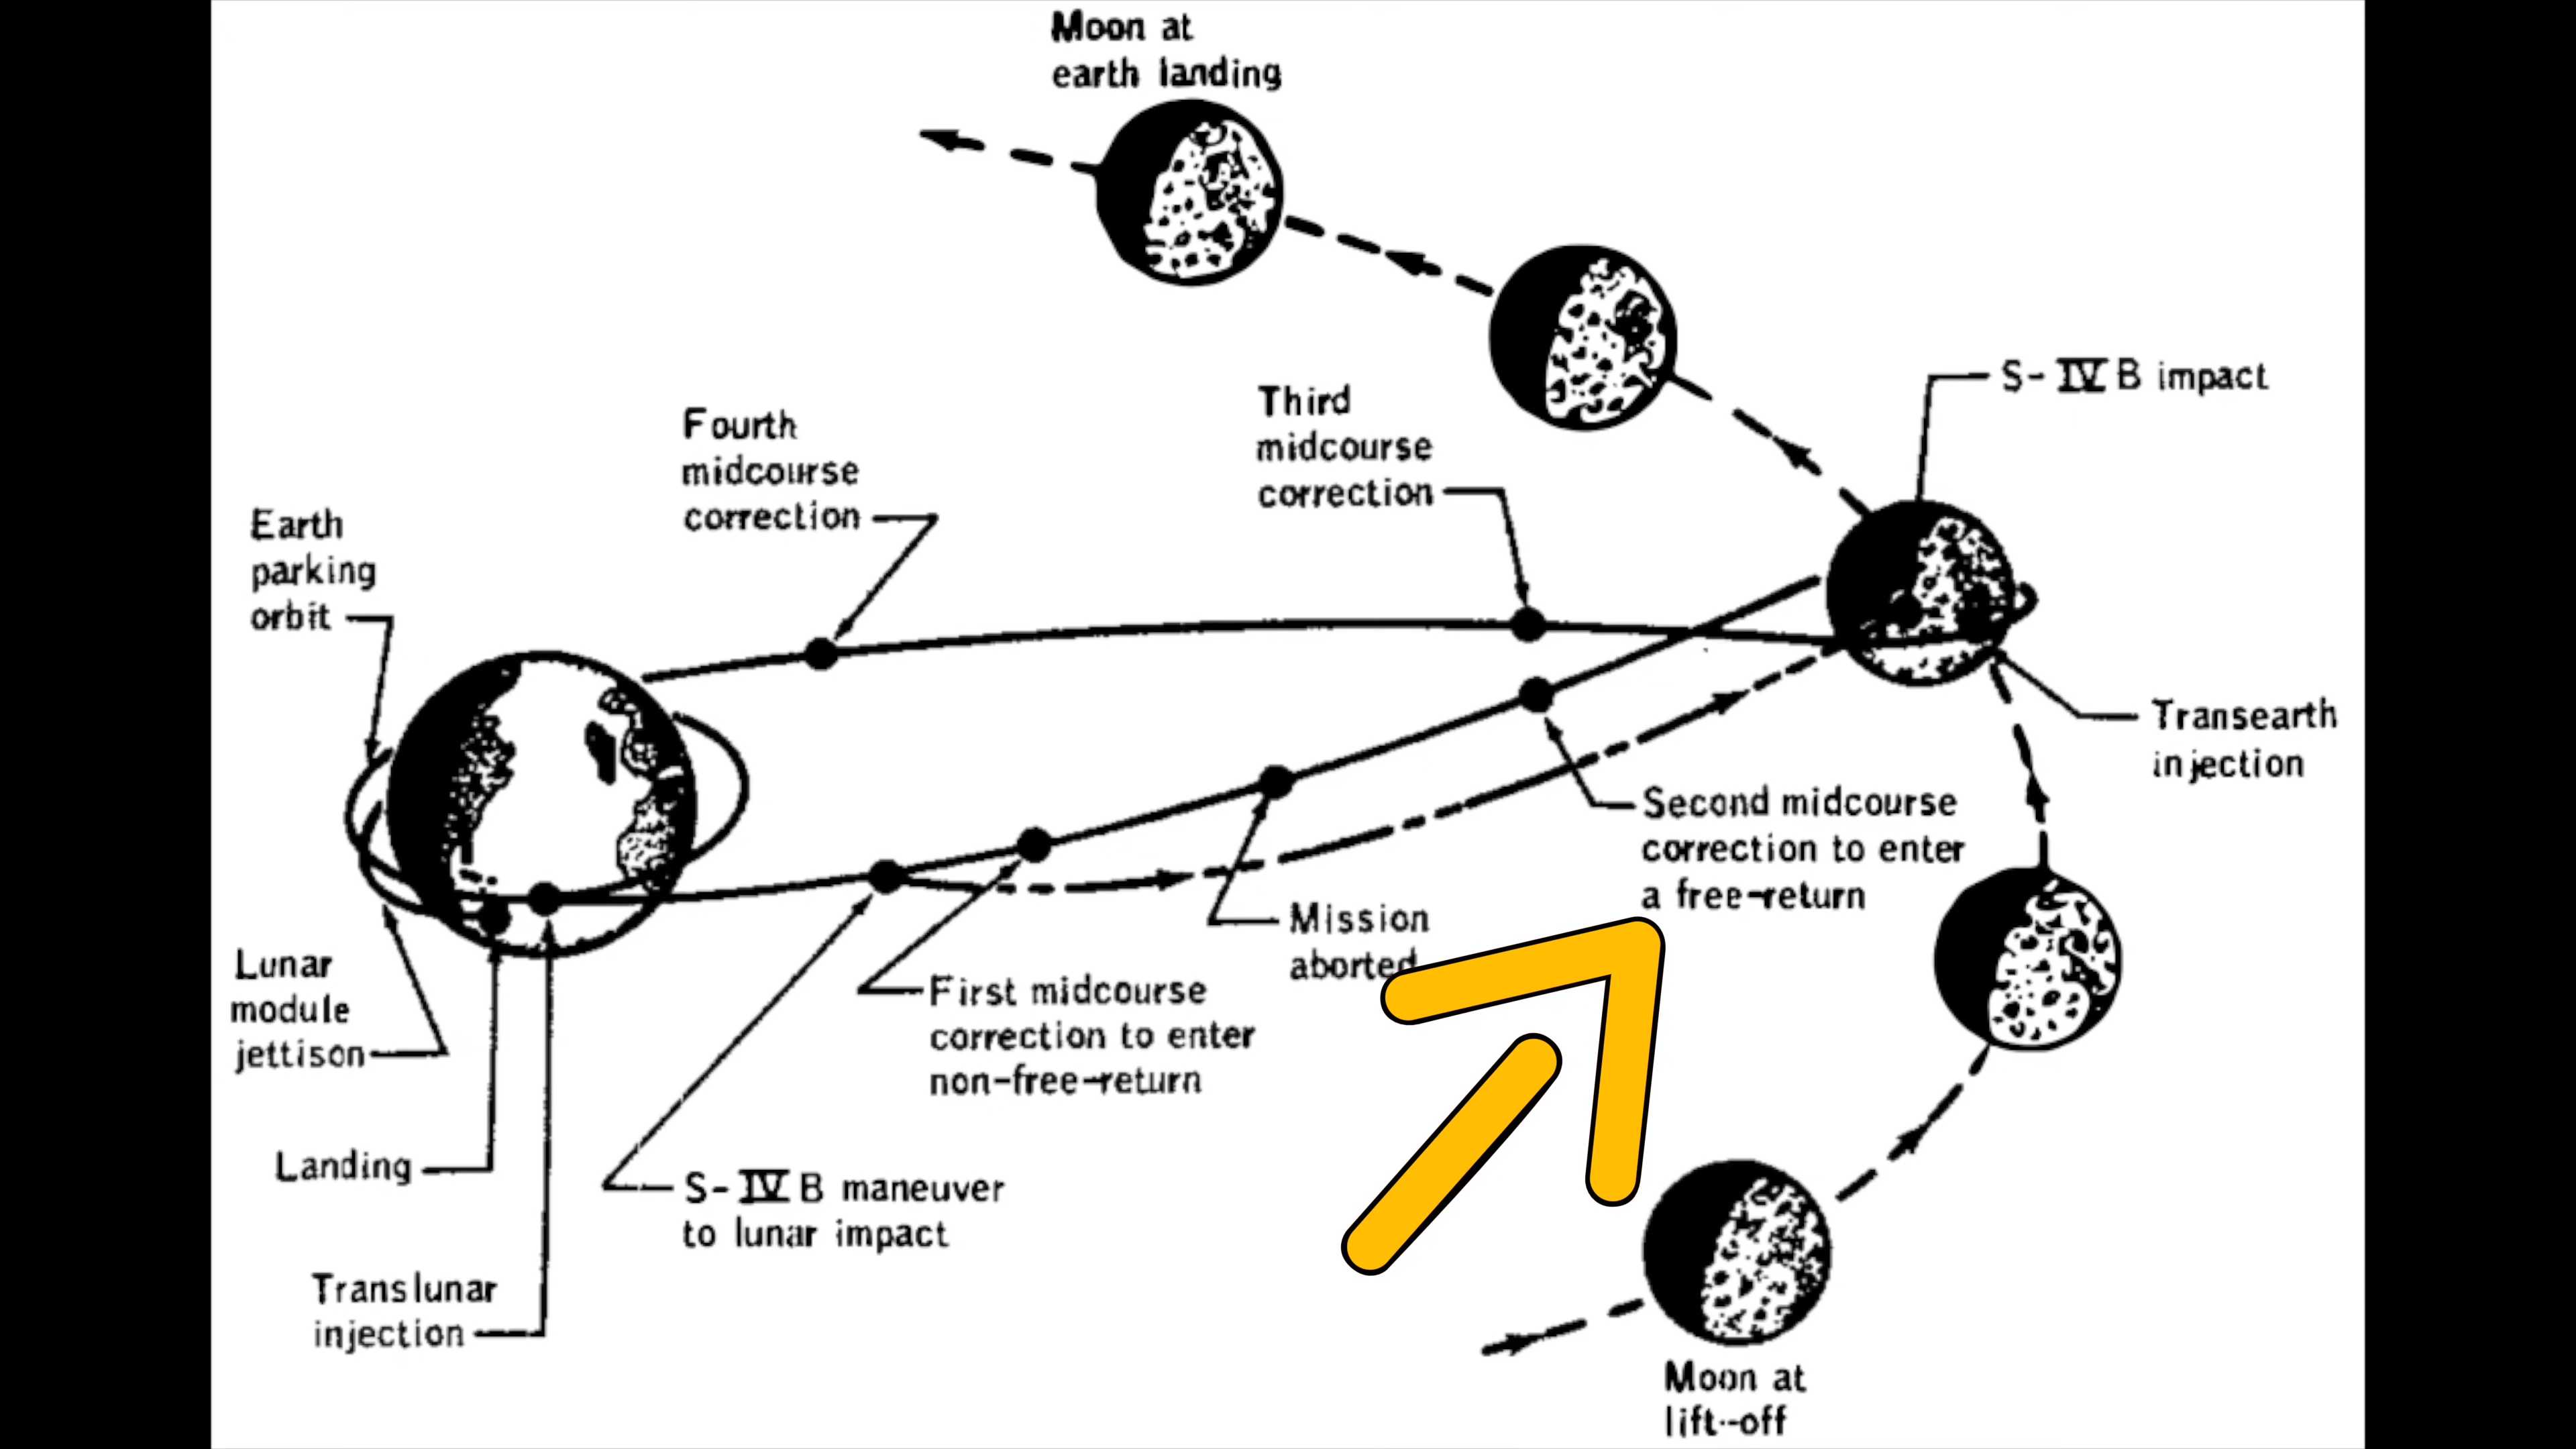 Moon at
earth landing
S-IVB impact
Third
midcourse
correction
Fourth
midcourse
correction
Earth
parking
orbit
Transearth
injection
Second midcourse
correction to enter
a free-return
Mission
aborted
First midcourse
correction to enter
non-free-return
Lunar
module
jettison
Landing
S-IVB maneuver
to lunar impact
Translunar
injection
Moon at
lift-off